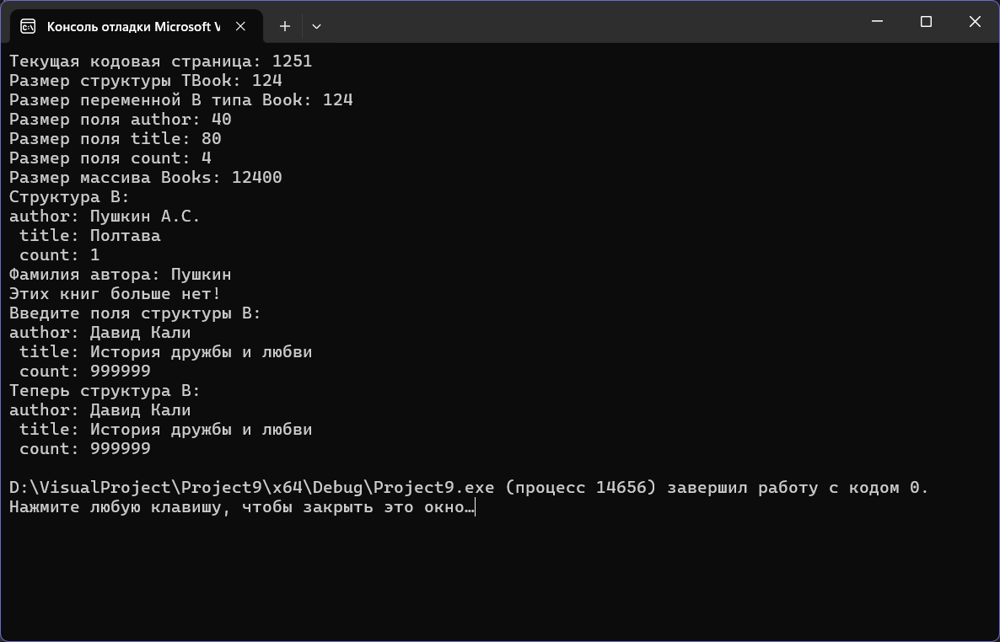 Консоль отладки Microsoft V
Текущая кодовая страница: 1251
Размер структуры TBook: 124
Размер переменной B типа Book: 124
Размер поля author: 40
Размер поля title: 80
Размер поля count: 4
Размер массива Books: 12400
Структура B:
author: Пушкин А.С.
 title: Полтава
 count: 1
Фамилия автора: Пушкин
Этих книг больше нет!
Введите поля структуры B:
author: Давид Кали
 title: История дружбы и любви
 count: 999999
Теперь структура B:
author: Давид Кали
 title: История дружбы и любви
 count: 999999
D:\VisualProject\Project9\x64\Debug\Project9.exe (процесс 14656) завершил работу с кодом 0.
Нажмите любую клавишу, чтобы закрыть это окно…